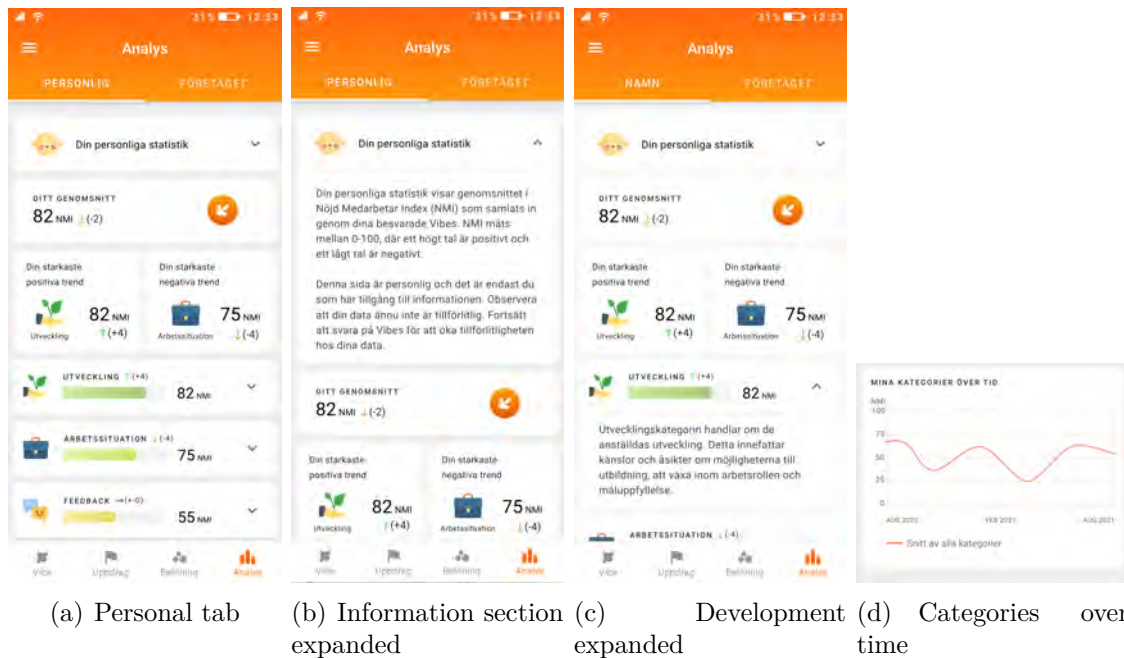 31% 12:33
Analys
PERSONLIG FÖRETAGET
Din personliga statistik
DITT GENOMSNITT
82 NMI ↓(-2)
Din starkaste positiva trend
Din starkaste negativa trend
82 NMI
↑(+4)
Utveckling
75 NMI
↓(-4)
Arbetssituation
UTVECKLING ↑(+4)
82 NMI
ARBETSSITUATION ↓(-4)
75 NMI
FEEDBACK →(+-0)
55 NMI
Vibe Uppdrag Belöning Analys
(a) Personal tab
31% 12:33
Analys
PERSONLIG FÖRETAGET
Din personliga statistik
Din personliga statistik visar genomsnittet i
Nöjd Medarbetar Index (NMI) som samlats in
genom dina besvarade Vibes. NMI mäts
mellan 0-100, där ett högt tal är positivt och
ett lågt tal är negativt.
Denna sida är personlig och det är endast du
som har tillgång till informationen. Observera
att din data ännu inte är tillförlitlig. Fortsätt
att svara på Vibes för att öka tillförlitligheten
hos dina data.
DITT GENOMSNITT
82 NMI ↓(-2)
Din starkaste positiva trend
Din starkaste negativa trend
82 NMI
↑(+4)
Utveckling
75 NMI
↓(-4)
Arbetssituation
Vibe Uppdrag Belöning Analys
(b) Information section
expanded
31% 12:33
Analys
NAMN FÖRETAGET
Din personliga statistik
DITT GENOMSNITT
82 NMI ↓(-2)
Din starkaste positiva trend
Din starkaste negativa trend
82 NMI
↑(+4)
Utveckling
75 NMI
↓(-4)
Arbetssituation
UTVECKLING ↑(+4)
82 NMI
Utvecklingskategorin handlar om de
anställdas utveckling. Detta innefattar
känslor och åsikter om möjligheterna till
utbildning, att växa inom arbetsrollen och
måluppfyllelse.
ARBETSSITUATION ↓(-4)
Vibe Uppdrag Belöning Analys
(c) Development
expanded
MINA KATEGORIER ÖVER TID
NMI
100
75
50
25
0
AUG 2020 FEB 2021 AUG 2021
Snitt av alla kategorier
(d) Categories over
time